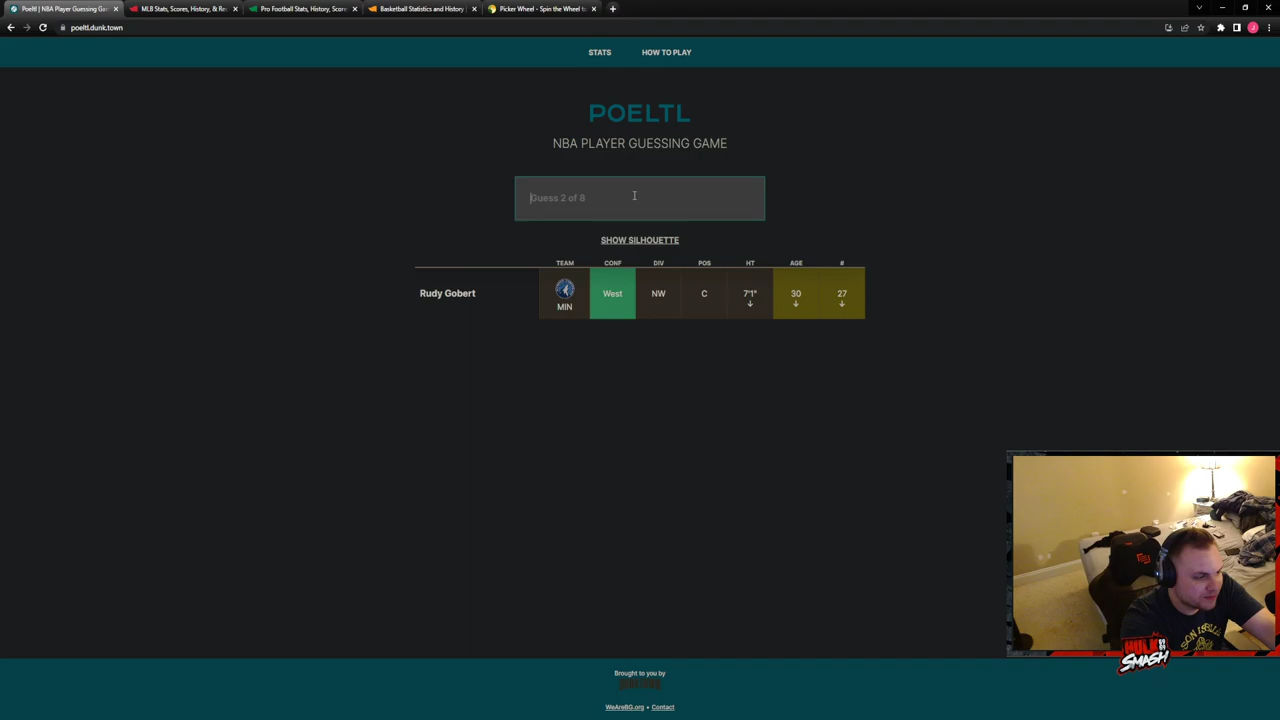 Poeltl | NBA Player Guessing Gam
MLB Stats, Scores, History, & Re
Pro Football Stats, History, Score
Basketball Statistics and History
Picker Wheel - Spin the Wheel t
poeltl.dunk.town
J
STATS
HOW TO PLAY
POELTL
NBA PLAYER GUESSING GAME
Guess 2 of 8
SHOW SILHOUETTE
TEAM CONF DIV POS HT AGE #
Rudy Gobert MIN West NW C 7'1" ↓ 30 ↓ 27 ↓
HULK
SMASH
Brought to you by
WeAreBG.org • Contact